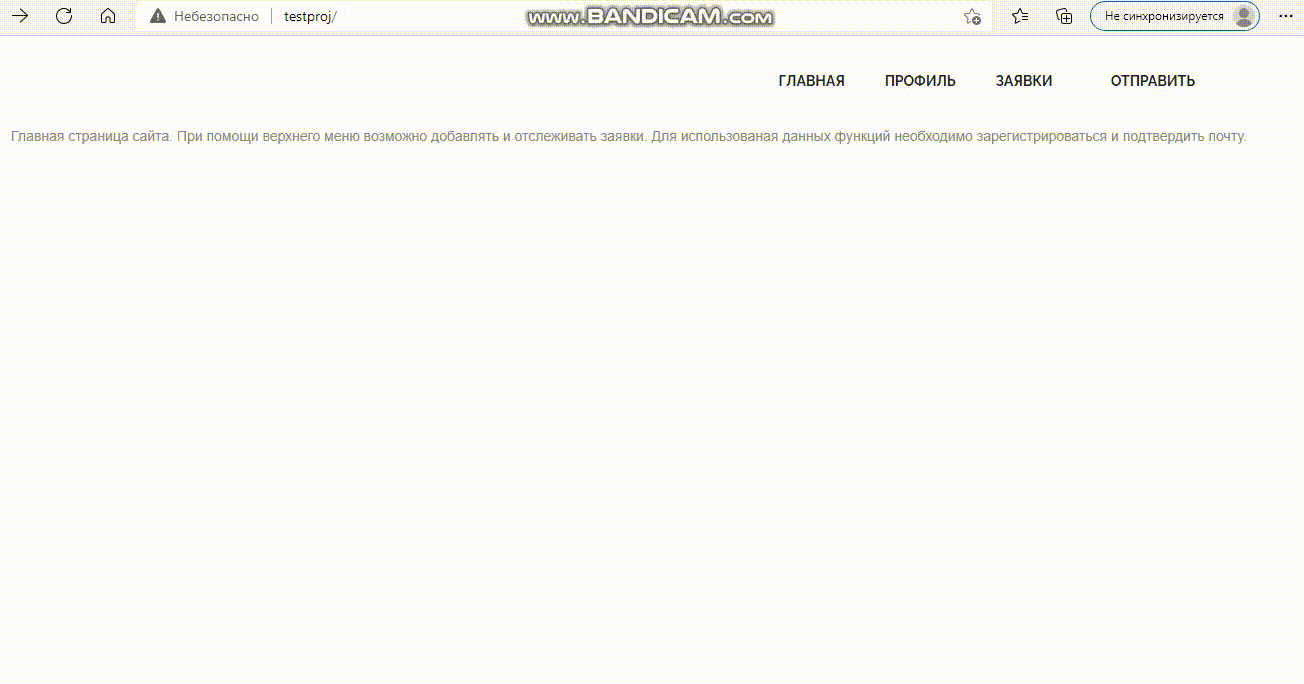 Небезопасно testproj/ www.BANDICAM.com Не синхронизируется
ГЛАВНАЯ ПРОФИЛЬ ЗАЯВКИ ОТПРАВИТЬ
Главная страница сайта. При помощи верхнего меню возможно добавлять и отслеживать заявки. Для использованая данных функций необходимо зарегистрироваться и подтвердить почту.